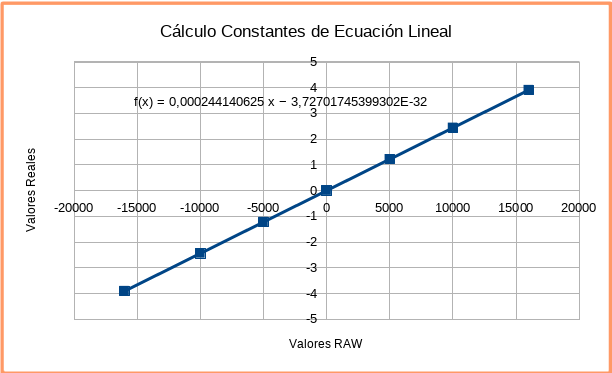 Cálculo Constantes de Ecuación Lineal
5
4
f(x) = 0,000244140625 x − 3,72701745399302E-32
3
2
1
0
-20000 -15000 -10000 -5000 0 5000 10000 15000 20000
-1
-2
-3
-4
-5
Valores Reales
Valores RAW